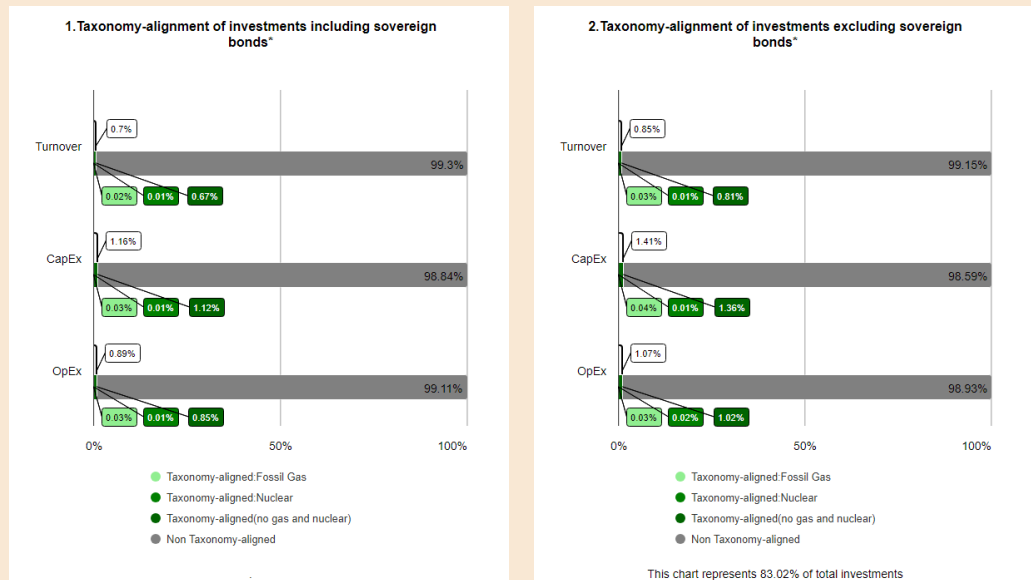 1.Taxonomy-alignment of investments including sovereign
bonds*
Turnover
0.7%
99.3%
0.02%
0.01%
0.67%
CapEx
1.16%
98.84%
0.03%
0.01%
1.12%
OpEx
0.89%
99.11%
0.03%
0.01%
0.85%
0%
50%
100%
Taxonomy-aligned:Fossil Gas
Taxonomy-aligned:Nuclear
Taxonomy-aligned(no gas and nuclear)
Non Taxonomy-aligned
2.Taxonomy-alignment of investments excluding sovereign
bonds*
Turnover
0.85%
99.15%
0.03%
0.01%
0.81%
CapEx
1.41%
98.59%
0.04%
0.01%
1.36%
OpEx
1.07%
98.93%
0.03%
0.02%
1.02%
0%
50%
100%
Taxonomy-aligned:Fossil Gas
Taxonomy-aligned:Nuclear
Taxonomy-aligned(no gas and nuclear)
Non Taxonomy-aligned
This chart represents 83.02% of total investments